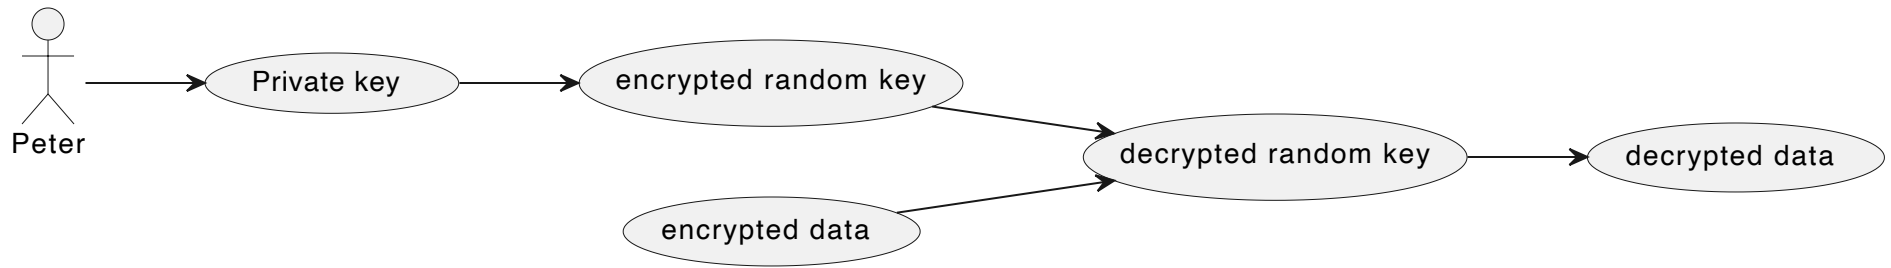 Peter
Private key
encrypted random key
encrypted data
decrypted random key
decrypted data